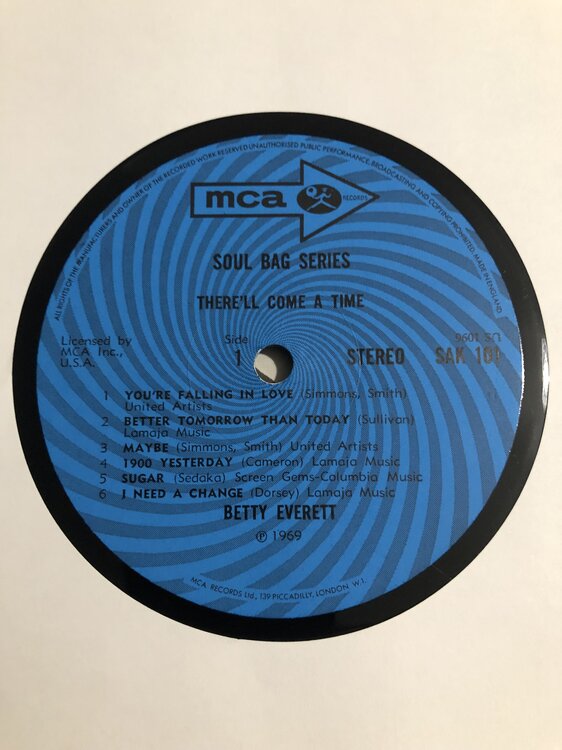 ALL RIGHTS OF THE MANUFACTURERS AND OWNER OF THE RECORDED WORK RESERVED UNAUTHORISED PUBLIC PERFORMANCE, BROADCASTING AND COPYING PROHIBITED· MADE IN ENGLAND
mca RECORDS
SOUL BAG SERIES
THERE'LL COME A TIME
Licensed by
MCA Inc.,
U.S.A.
Side
1
STEREO
SAK 101
1 YOU'RE FALLING IN LOVE (Simmons, Smith)
United Artists
2 BETTER TOMORROW THAN TODAY (Sullivan)
Lamaja Music
3 MAYBE (Simmons, Smith) United Artists
4 1900 YESTERDAY (Cameron) Lamaja Music
5 SUGAR (Sedaka) Screen Gems-Columbia Music
6 I NEED A CHANGE (Dorsey) Lamaja Music
BETTY EVERETT
℗ 1969
MCA RECORDS Ltd., 139 PICCADILLY, LONDON W.1.